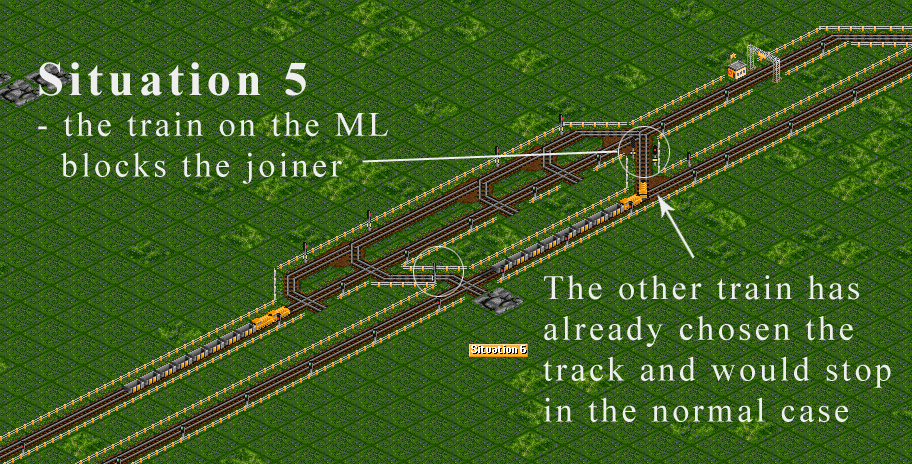 Situation 5
- the train on the ML
blocks the joiner
The other train has
already chosen the
track and would stop
in the normal case
Situation 6